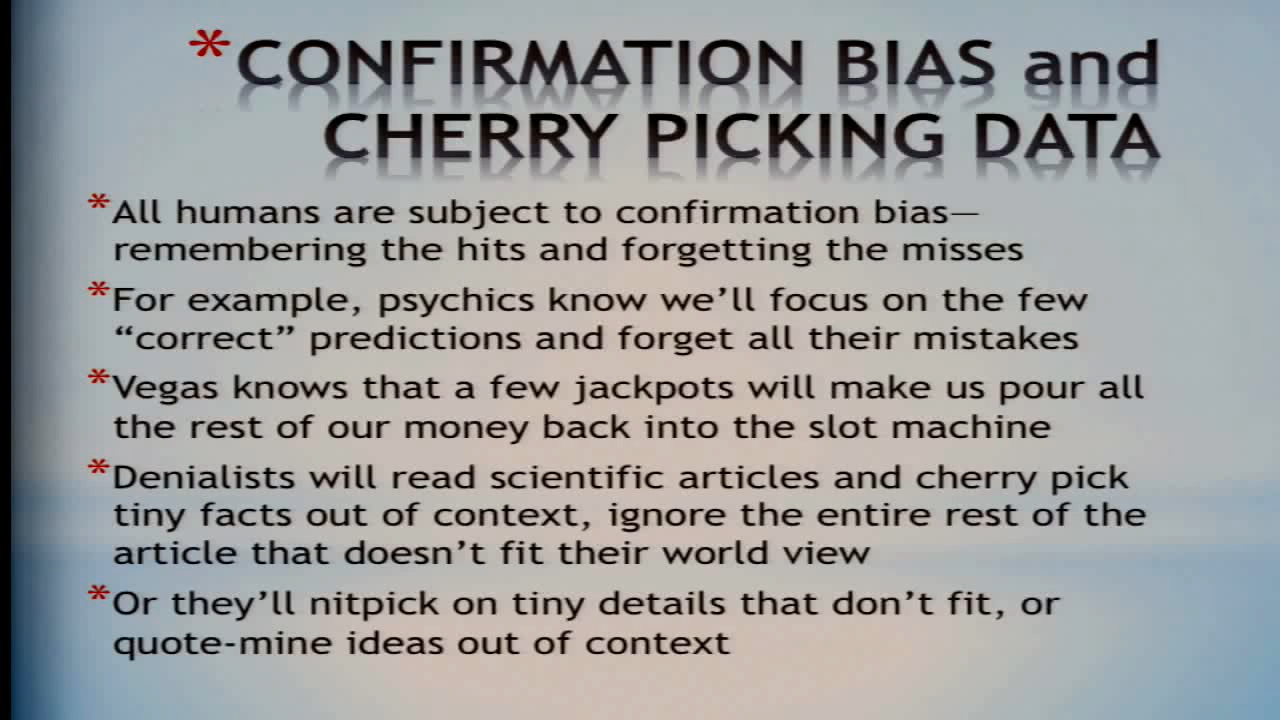 *CONFIRMATION BIAS and
CHERRY PICKING DATA
*All humans are subject to confirmation bias—
remembering the hits and forgetting the misses
*For example, psychics know we’ll focus on the few
“correct” predictions and forget all their mistakes
*Vegas knows that a few jackpots will make us pour all
the rest of our money back into the slot machine
*Denialists will read scientific articles and cherry pick
tiny facts out of context, ignore the entire rest of the
article that doesn’t fit their world view
*Or they’ll nitpick on tiny details that don’t fit, or
quote-mine ideas out of context